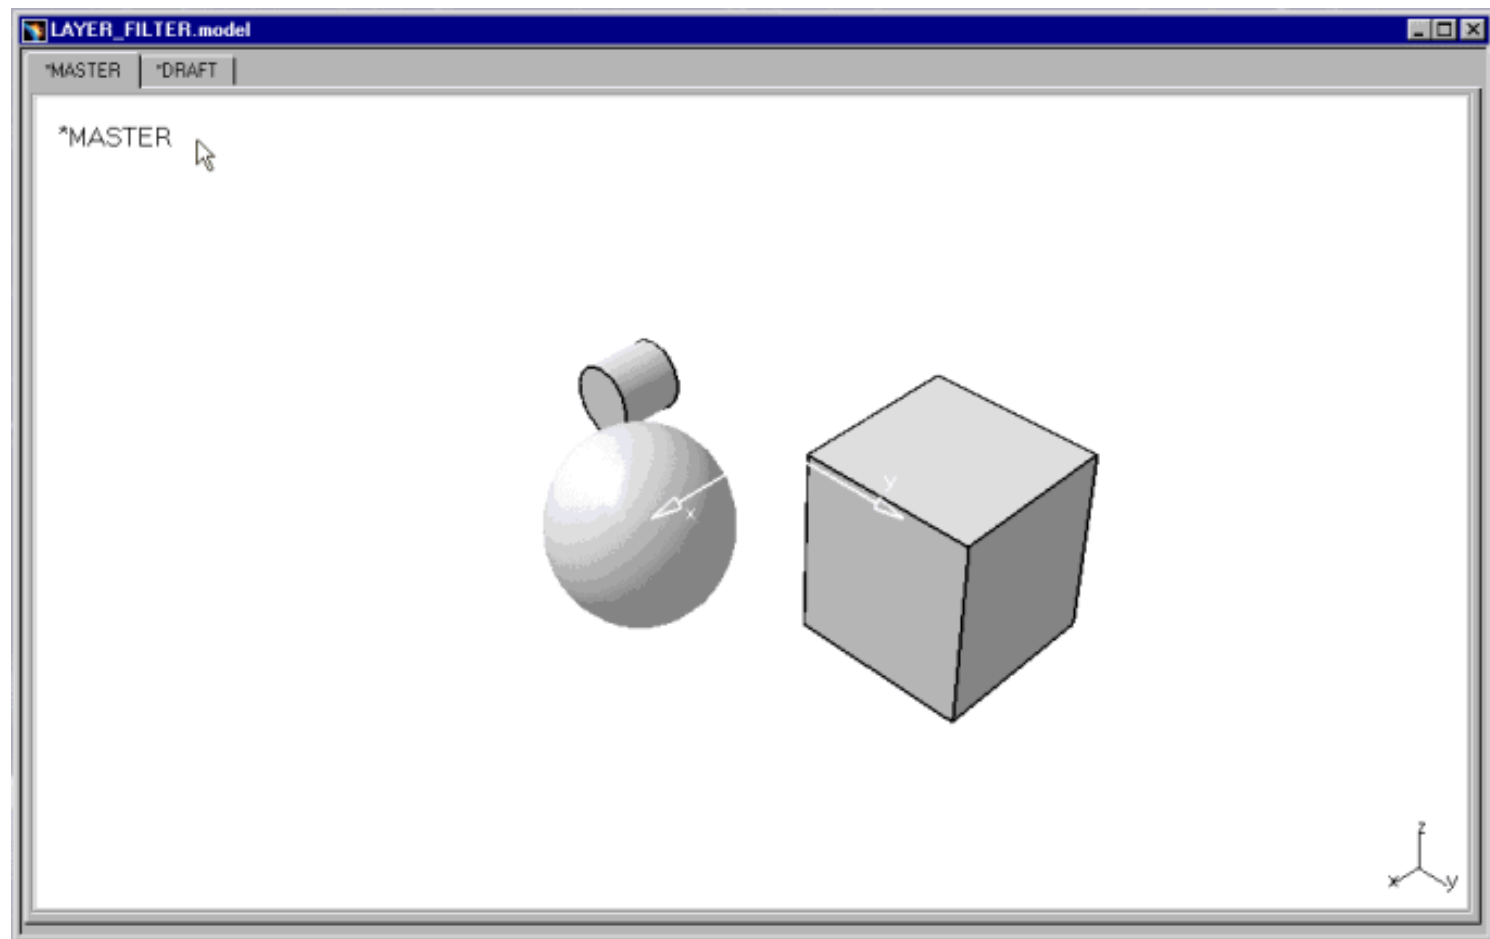 LAYER_FILTER.model
*MASTER *DRAFT
*MASTER
y
x
z
x y